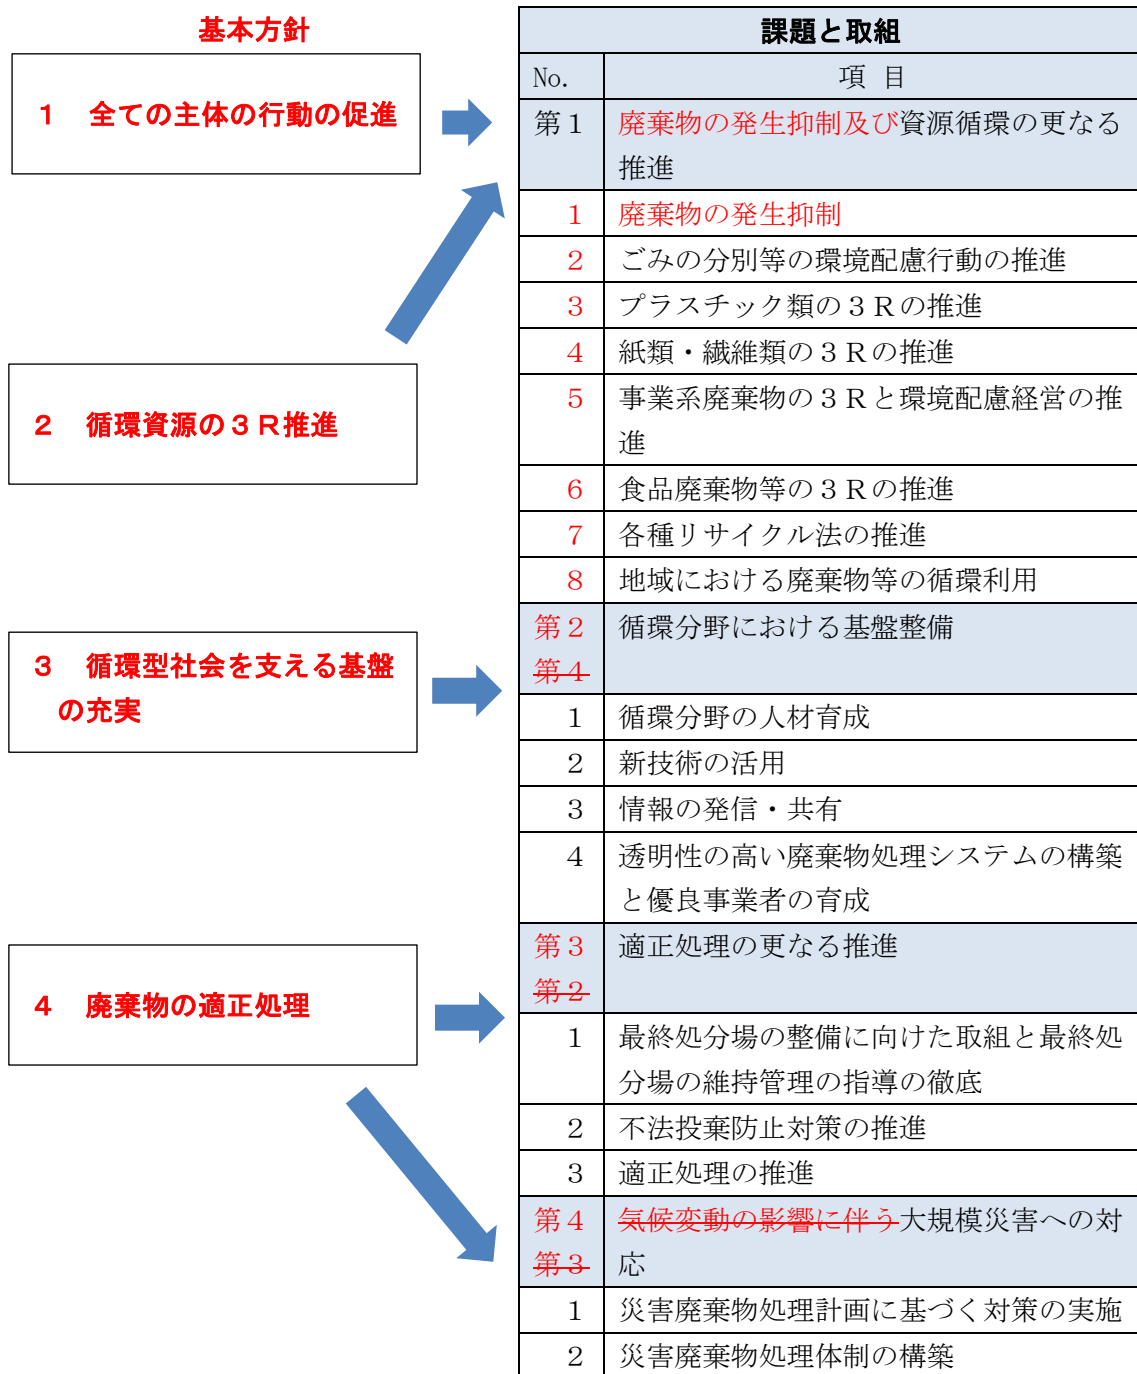 基本方針
１　全ての主体の行動の促進
２　循環資源の３Ｒ推進
３　循環型社会を支える基盤
の充実
４　廃棄物の適正処理
課題と取組
No.　項 目
第１　廃棄物の発生抑制及び資源循環の更なる
推進
１　廃棄物の発生抑制
２　ごみの分別等の環境配慮行動の推進
３　プラスチック類の３Ｒの推進
４　紙類・繊維類の３Ｒの推進
５　事業系廃棄物の３Ｒと環境配慮経営の推
進
６　食品廃棄物等の３Ｒの推進
７　各種リサイクル法の推進
８　地域における廃棄物等の循環利用
第２　循環分野における基盤整備
第４
１　循環分野の人材育成
２　新技術の活用
３　情報の発信・共有
４　透明性の高い廃棄物処理システムの構築
と優良事業者の育成
第３　適正処理の更なる推進
第２
１　最終処分場の整備に向けた取組と最終処
分場の維持管理の指導の徹底
２　不法投棄防止対策の推進
３　適正処理の推進
第４　気候変動の影響に伴う大規模災害への対
第３　応
１　災害廃棄物処理計画に基づく対策の実施
２　災害廃棄物処理体制の構築